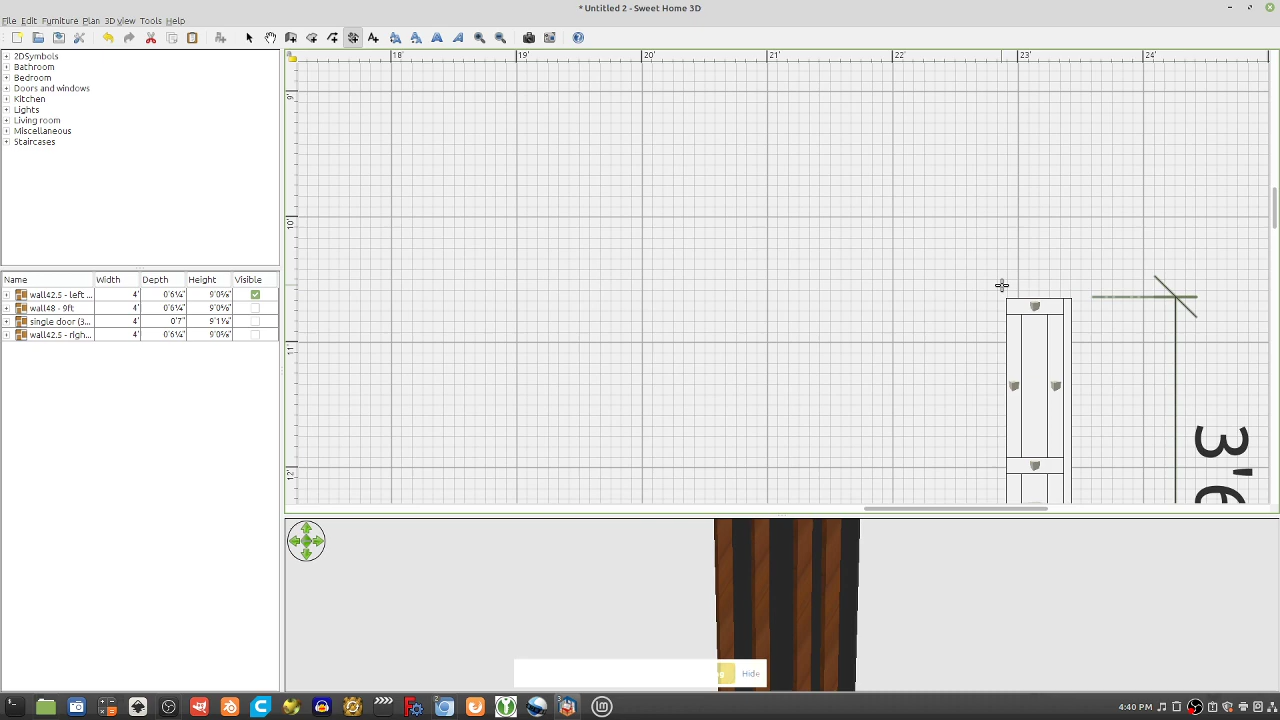 * Untitled 2 - Sweet Home 3D
File Edit Furniture Plan 3D view Tools Help
2DSymbols
Bathroom
Bedroom
Doors and windows
Kitchen
Lights
Living room
Miscellaneous
Staircases
Name Width Depth Height Visible
wall42.5 - left ... 4' 0'6¼" 9'0⅝"
wall48 - 9ft 4' 0'6¼" 9'0⅝"
single door (3... 4' 0'7" 9'1⅛"
wall42.5 - righ... 4' 0'6¼" 9'0⅝"
18' 19' 20' 21' 22' 23' 24'
9'
10'
11'
12'
3'6
Hide
4:40 PM